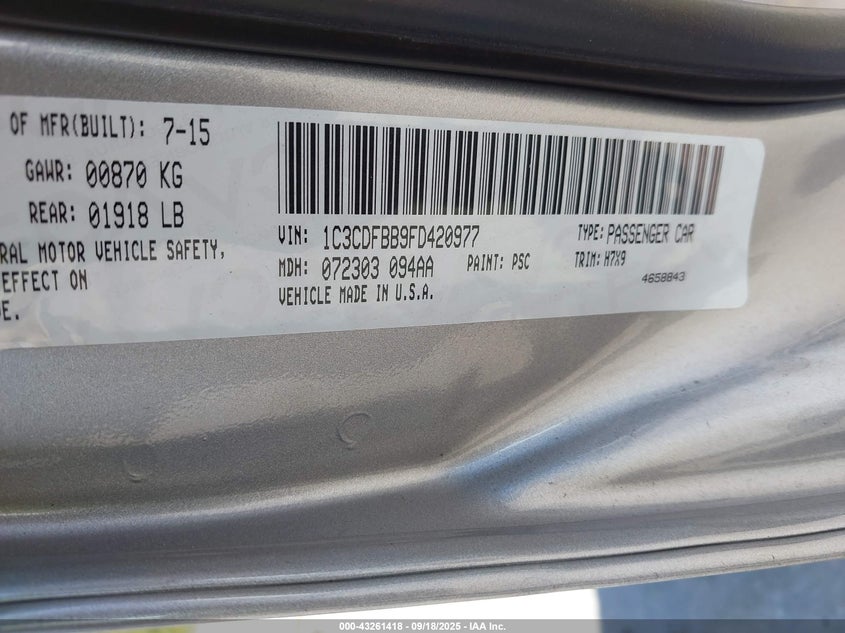 OF MFR(BUILT): 7-15
GAWR: 00870 KG
REAR: 01918 LB
RAL MOTOR VEHICLE SAFETY,
EFFECT ON
E.
VIN: 1C3CDFBB9FD420977 TYPE: PASSENGER CAR
MDH: 072303 094AA PAINT: PSC TRIM: H7X9
VEHICLE MADE IN U.S.A. 4658843
000-43261418 - 09/18/2025 - IAA Inc.